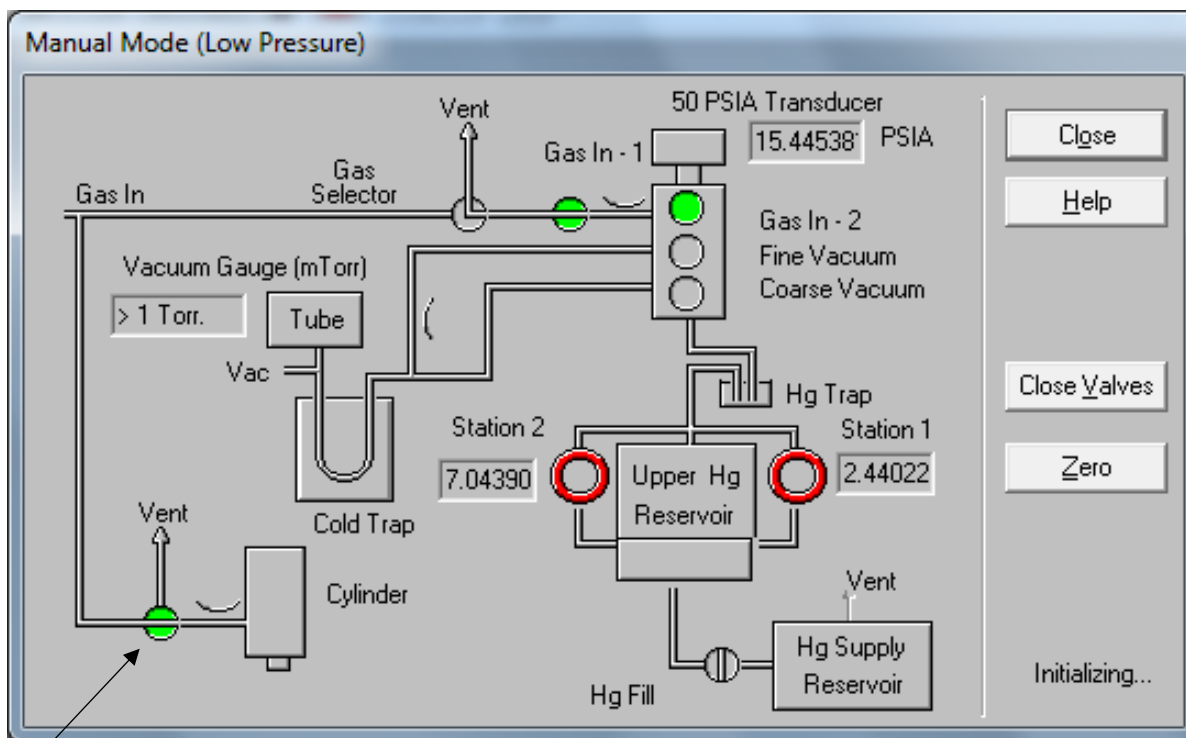 Manual Mode (Low Pressure)
50 PSIA Transducer
15.44538 PSIA
Close
Help
Vent
Gas In - 1
Gas In
Gas
Selector
Gas In - 2
Fine Vacuum
Coarse Vacuum
Vacuum Gauge (mTorr)
> 1 Torr.
Tube
Vac
Hg Trap
Close Valves
Station 2
7.04390
Station 1
2.44022
Upper Hg
Reservoir
Zero
Cold Trap
Vent
Cylinder
Vent
Hg Supply
Reservoir
Hg Fill
Initializing...